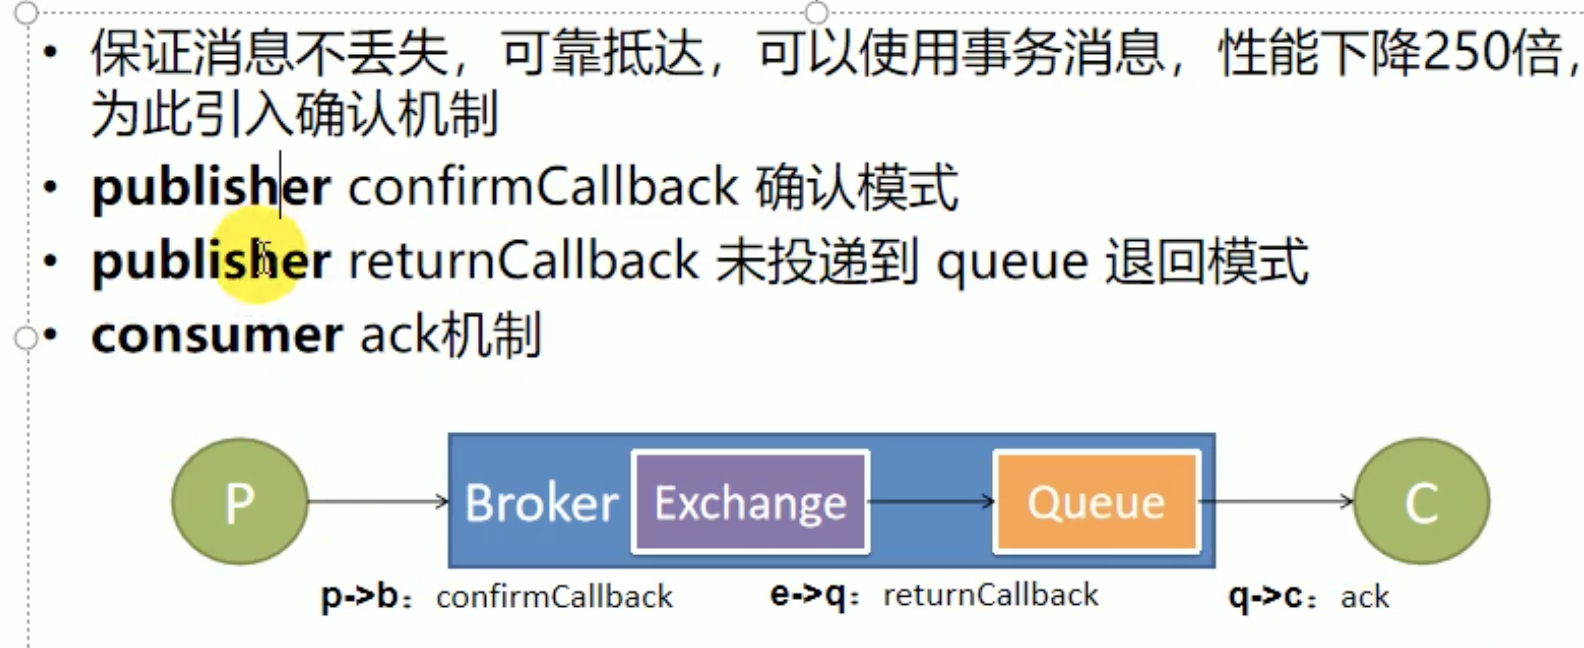 • 保证消息不丢失，可靠抵达，可以使用事务消息，性能下降250倍，
为此引入确认机制
• publisher confirmCallback 确认模式
• publisher returnCallback 未投递到 queue 退回模式
• consumer ack机制
P Broker Exchange Queue C
p->b：confirmCallback e->q：returnCallback q->c：ack